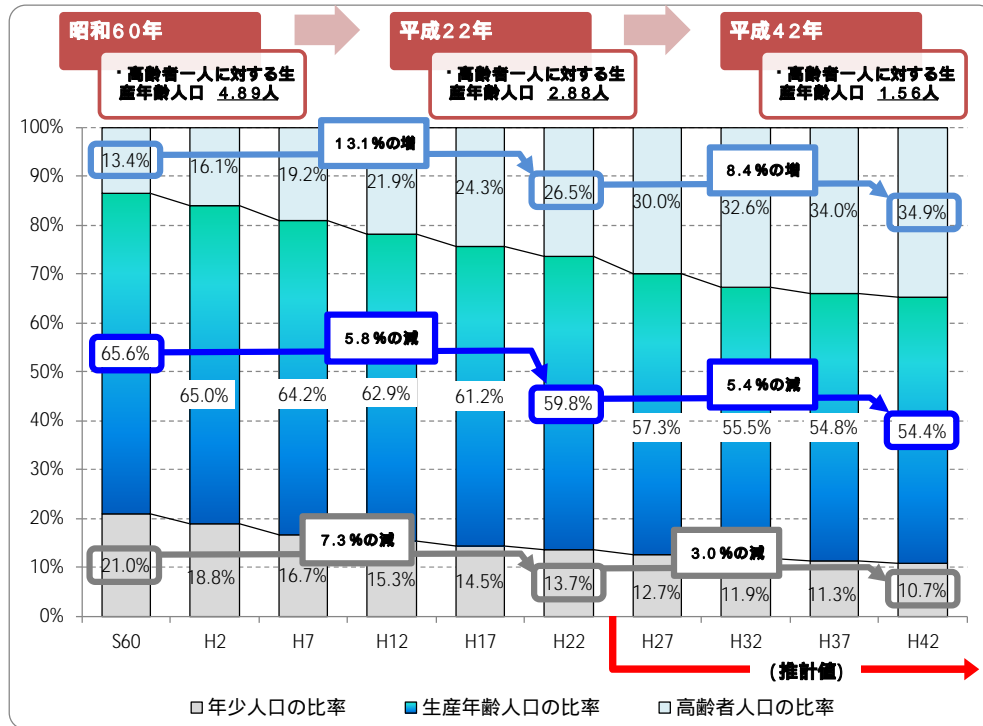 昭和60年
平成22年
平成42年
・高齢者一人に対する生
産年齢人口 4.89人
・高齢者一人に対する生
産年齢人口 2.88人
・高齢者一人に対する生
産年齢人口 1.56人
100%
90%
80%
70%
60%
50%
40%
30%
20%
10%
0%
13.1%の増
8.4%の増
13.4%
16.1%
19.2%
21.9%
24.3%
26.5%
30.0%
32.6%
34.0%
34.9%
5.8%の減
5.4%の減
65.6%
65.0%
64.2%
62.9%
61.2%
59.8%
57.3%
55.5%
54.8%
54.4%
7.3%の減
3.0%の減
21.0%
18.8%
16.7%
15.3%
14.5%
13.7%
12.7%
11.9%
11.3%
10.7%
S60
H2
H7
H12
H17
H22
H27
H32
H37
H42
(推計値)
年少人口の比率
生産年齢人口の比率
高齢者人口の比率